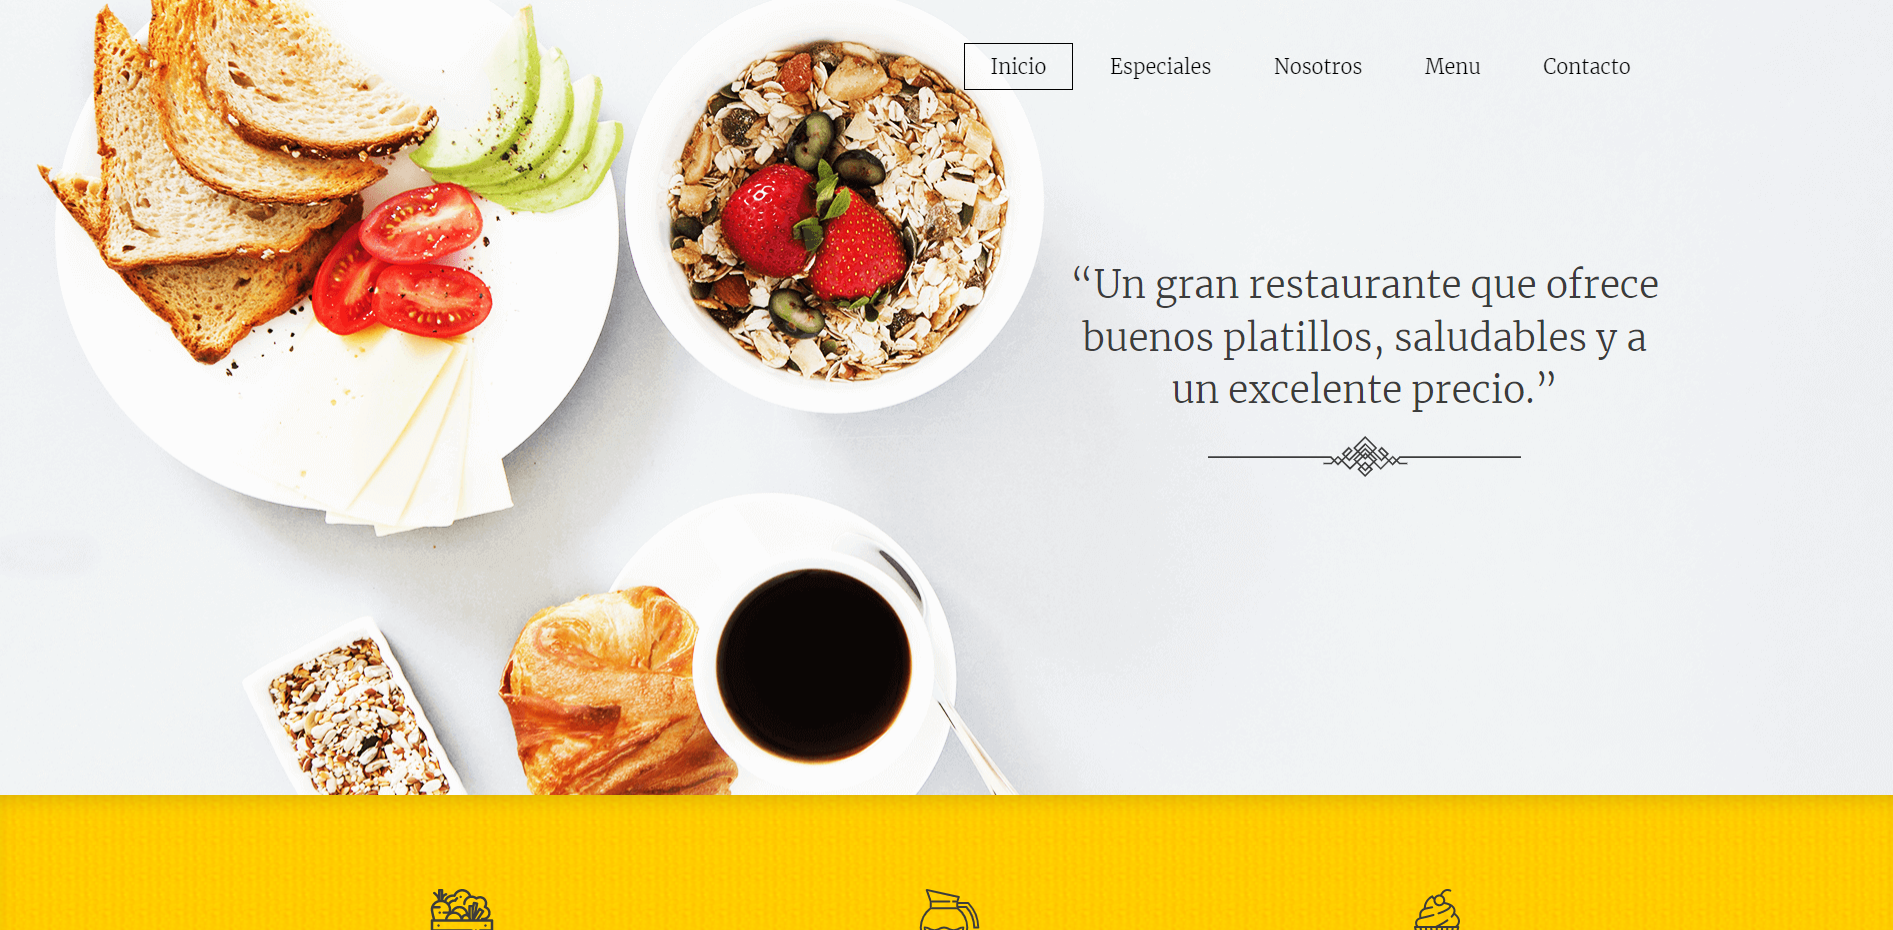 Inicio Especiales Nosotros Menu Contacto
“Un gran restaurante que ofrece
buenos platillos, saludables y a
un excelente precio.”